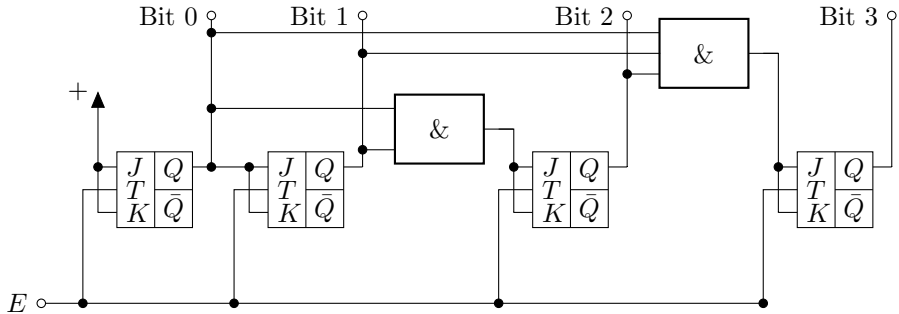 Bit 0 Bit 1 Bit 2 Bit 3
&
+
&
J Q J Q J Q J Q
T T T T
K Q̄ K Q̄ K Q̄ K Q̄
E